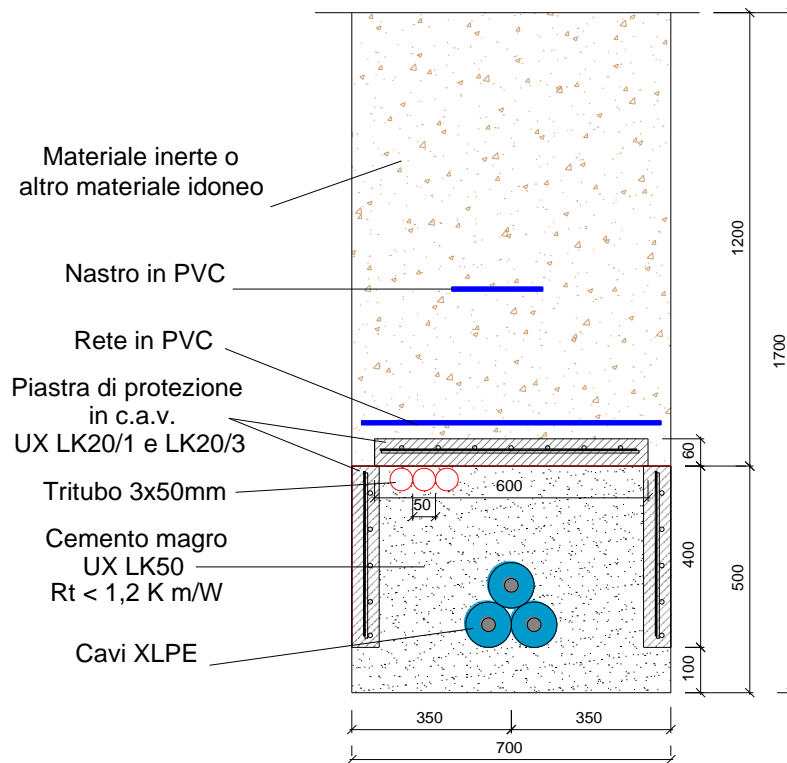 Materiale inerte o
altro materiale idoneo
Nastro in PVC
Rete in PVC
Piastra di protezione
in c.a.v.
UX LK20/1 e LK20/3
Tritubo 3x50mm
Cemento magro
UX LK50
Rt < 1,2 K m/W
Cavi XLPE
600
50
1200
1700
60
400
500
100
350
350
700